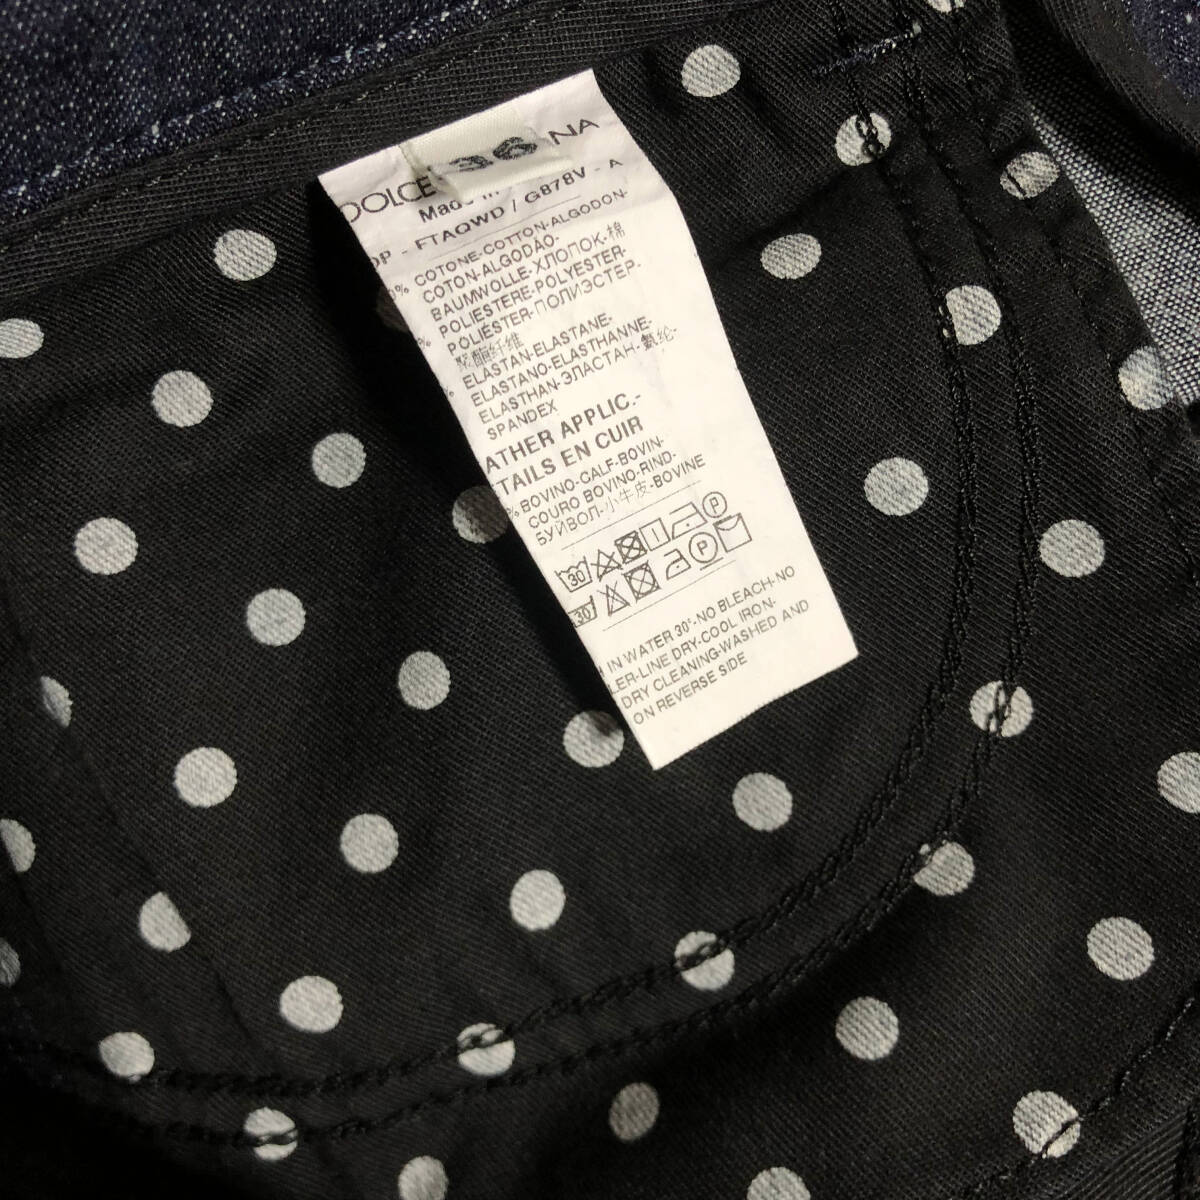 DOLCE 36 NA
Made in
OP - FTAQWD / G878V - A
% COTONE-COTTON-ALGODON-
COTON-ALGODÃO-
BAUMWOLLE-ХЛОПОК-棉
POLIESTERE-POLYESTER-
POLIÉSTER-ПОЛИЭСТЕР-
聚酯纤维
% ELASTAN-ELASTANE-
ELASTANO-ELASTHANNE-
ELASTHAN-ЭЛАСТАН-氨纶-
SPANDEX
ATHER APPLIC.-
TAILS EN CUIR
% BOVINO-CALF-BOVIN-
COURO BOVINO-RIND-
БУЙВОЛ-小牛皮-BOVINE
30 P
30 P
H IN WATER 30°-NO BLEACH-NO
LER-LINE DRY-COOL IRON-
DRY CLEANING-WASHED AND
ON REVERSE SIDE